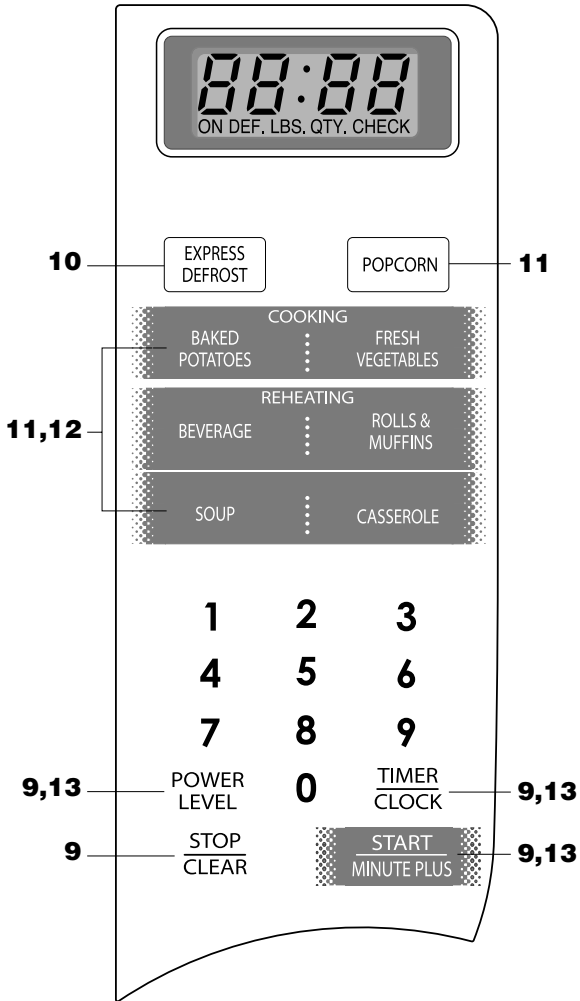 88:88
ON DEF. LBS. QTY. CHECK
10
EXPRESS
DEFROST
POPCORN
11
COOKING
BAKED
POTATOES
FRESH
VEGETABLES
11,12
REHEATING
BEVERAGE
ROLLS &
MUFFINS
SOUP
CASSEROLE
1 2 3
4 5 6
7 8 9
9,13
POWER
LEVEL
0
TIMER
CLOCK
9,13
9
STOP
CLEAR
START
MINUTE PLUS
9,13